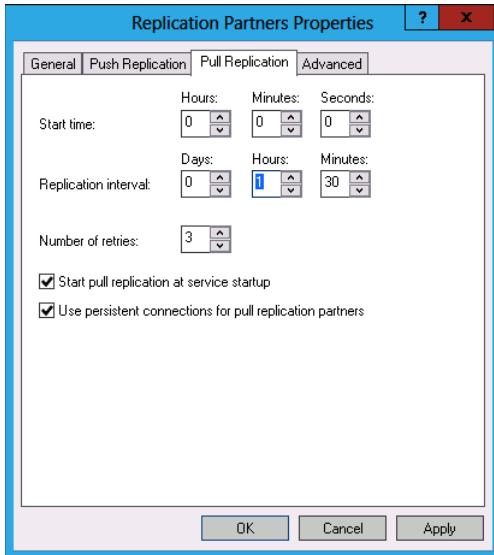 Replication Partners Properties ? x
General Push Replication Pull Replication Advanced
Hours: Minutes: Seconds:
Start time: 0 0 0
Days: Hours: Minutes:
Replication interval: 0 1 30
Number of retries: 3
Start pull replication at service startup
Use persistent connections for pull replication partners
OK Cancel Apply